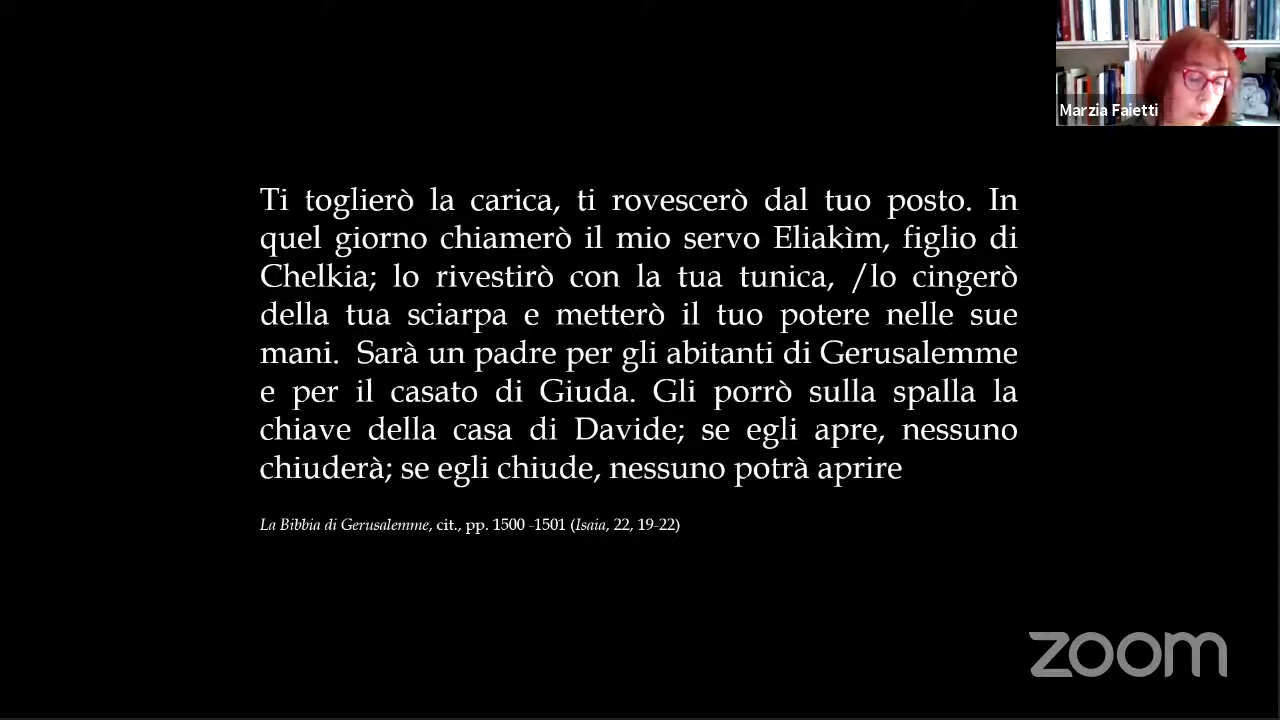 Marzia Faietti
Ti toglierò la carica, ti rovescerò dal tuo posto. In
quel giorno chiamerò il mio servo Eliakìm, figlio di
Chelkia; lo rivestirò con la tua tunica, /lo cingerò
della tua sciarpa e metterò il tuo potere nelle sue
mani.  Sarà un padre per gli abitanti di Gerusalemme
e per il casato di Giuda. Gli porrò sulla spalla la
chiave della casa di Davide; se egli apre, nessuno
chiuderà; se egli chiude, nessuno potrà aprire
La Bibbia di Gerusalemme, cit., pp. 1500 -1501 (Isaia, 22, 19-22)
zoom